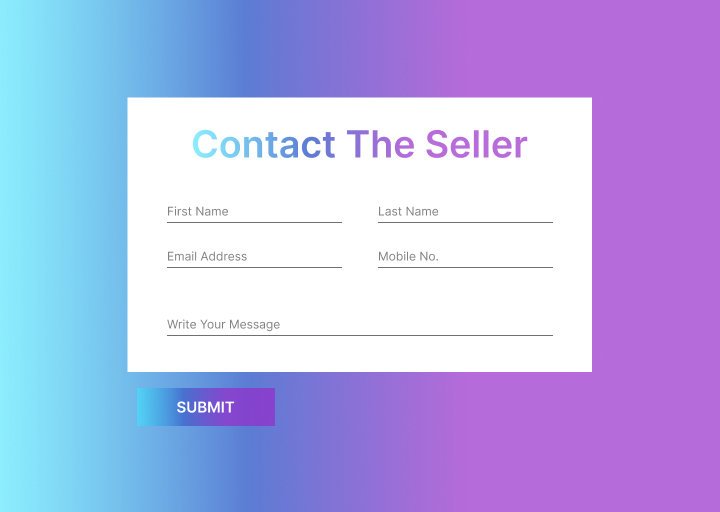 Contact The Seller
First Name
Last Name
Email Address
Mobile No.
Write Your Message
SUBMIT